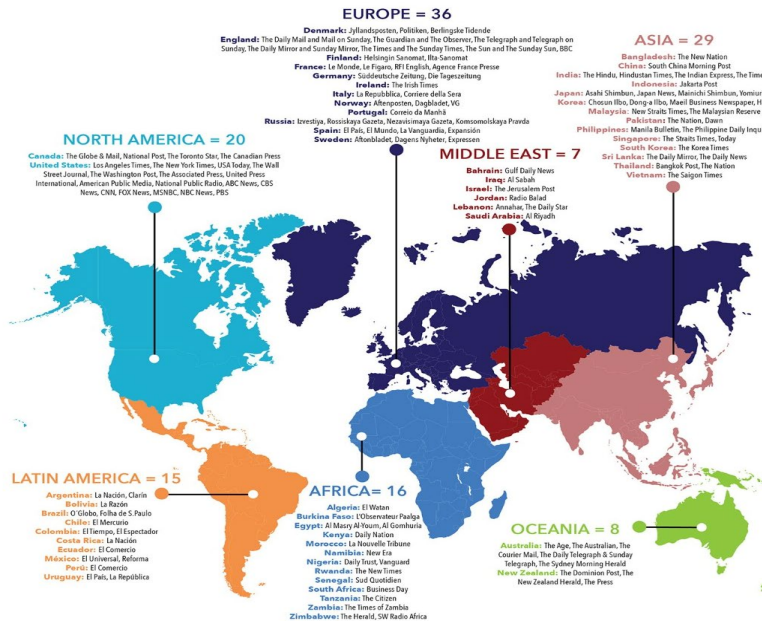 EUROPE = 36
Denmark: Jyllandsposten, Politiken, Berlingske Tidende
England: The Daily Mail and Mail on Sunday, The Guardian and The Observer, The Telegraph and Telegraph on
Sunday, The Daily Mirror and Sunday Mirror, The Times and The Sunday Times, The Sun and The Sunday Sun, BBC
Finland: Helsingin Sanomat, Ilta-Sanomat
France: Le Monde, Le Figaro, RFI English, Agence France Presse
Germany: Süddeutsche Zeitung, Die Tageszeitung
Ireland: The Irish Times
Italy: La Repubblica, Corriere della Sera
Norway: Aftenposten, Dagbladet, VG
Portugal: Correio da Manhã
Russia: Izvestiya, Rossiskaya Gazeta, Nezavisimaya Gazeta, Komsomolskaya Pravda
Spain: El País, El Mundo, La Vanguardia, Expansión
Sweden: Aftonbladet, Dagens Nyheter, Expressen
ASIA = 29
Bangladesh: The New Nation
China: South China Morning Post
India: The Hindu, Hindustan Times, The Indian Express, The Time
Indonesia: Jakarta Post
Japan: Asahi Shimbun, Japan News, Mainichi Shimbun, Yomiur
Korea: Chosun Ilbo, Dong-a Ilbo, Maeil Business Newspaper, H
Malaysia: New Straits Times, The Malaysian Reserve
Pakistan: The Nation, Dawn
Philippines: Manila Bulletin, The Philippine Daily Inqu
Singapore: The Straits Times, Today
South Korea: The Korea Times
Sri Lanka: The Daily Mirror, The Daily News
Thailand: Bangkok Post, The Nation
Vietnam: The Saigon Times
NORTH AMERICA = 20
Canada: The Globe & Mail, National Post, The Toronto Star, The Canadian Press
United States: Los Angeles Times, The New York Times, USA Today, The Wall
Street Journal, The Washington Post, The Associated Press, United Press
International, American Public Media, National Public Radio, ABC News, CBS
News, CNN, FOX News, MSNBC, NBC News, PBS
MIDDLE EAST = 7
Bahrain: Gulf Daily News
Iraq: Al Sabah
Israel: The Jerusalem Post
Jordan: Radio Balad
Lebanon: Annahar, The Daily Star
Saudi Arabia: Al Riyadh
LATIN AMERICA = 15
Argentina: La Nación, Clarín
Bolivia: La Razón
Brazil: O´Globo, Folha de S.Paulo
Chile: El Mercurio
Colombia: El Tiempo, El Espectador
Costa Rica: La Nación
Ecuador: El Comercio
México: El Universal, Reforma
Perú: El Comercio
Uruguay: El País, La República
AFRICA= 16
Algeria: El Watan
Burkina Faso: L'Observateur Paalga
Egypt: Al Masry Al-Youm, Al Gomhuria
Kenya: Daily Nation
Morocco: La Nouvelle Tribune
Namibia: New Era
Nigeria: Daily Trust, Vanguard
Rwanda: The New Times
Senegal: Sud Quotidien
South Africa: Business Day
Tanzania: The Citizen
Zambia: The Times of Zambia
Zimbabwe: The Herald, SW Radio Africa
OCEANIA = 8
Australia: The Age, The Australian, The
Courier Mail, The Daily Telegraph & Sunday
Telegraph, The Sydney Morning Herald
New Zealand: The Dominion Post, The
New Zealand Herald, The Press